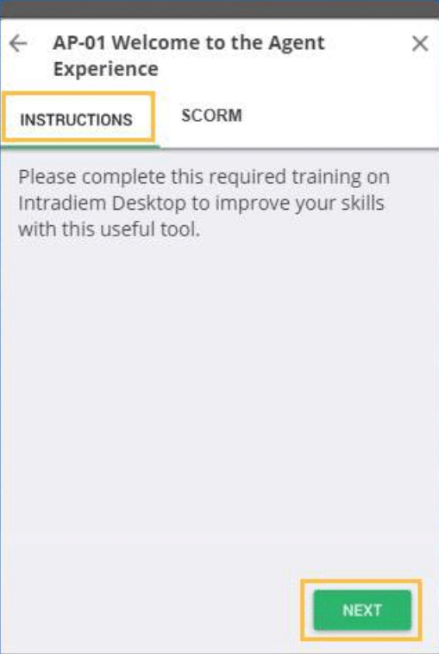 AP-01 Welcome to the Agent
Experience
INSTRUCTIONS
SCORM
Please complete this required training on
Intradiem Desktop to improve your skills
with this useful tool.
NEXT